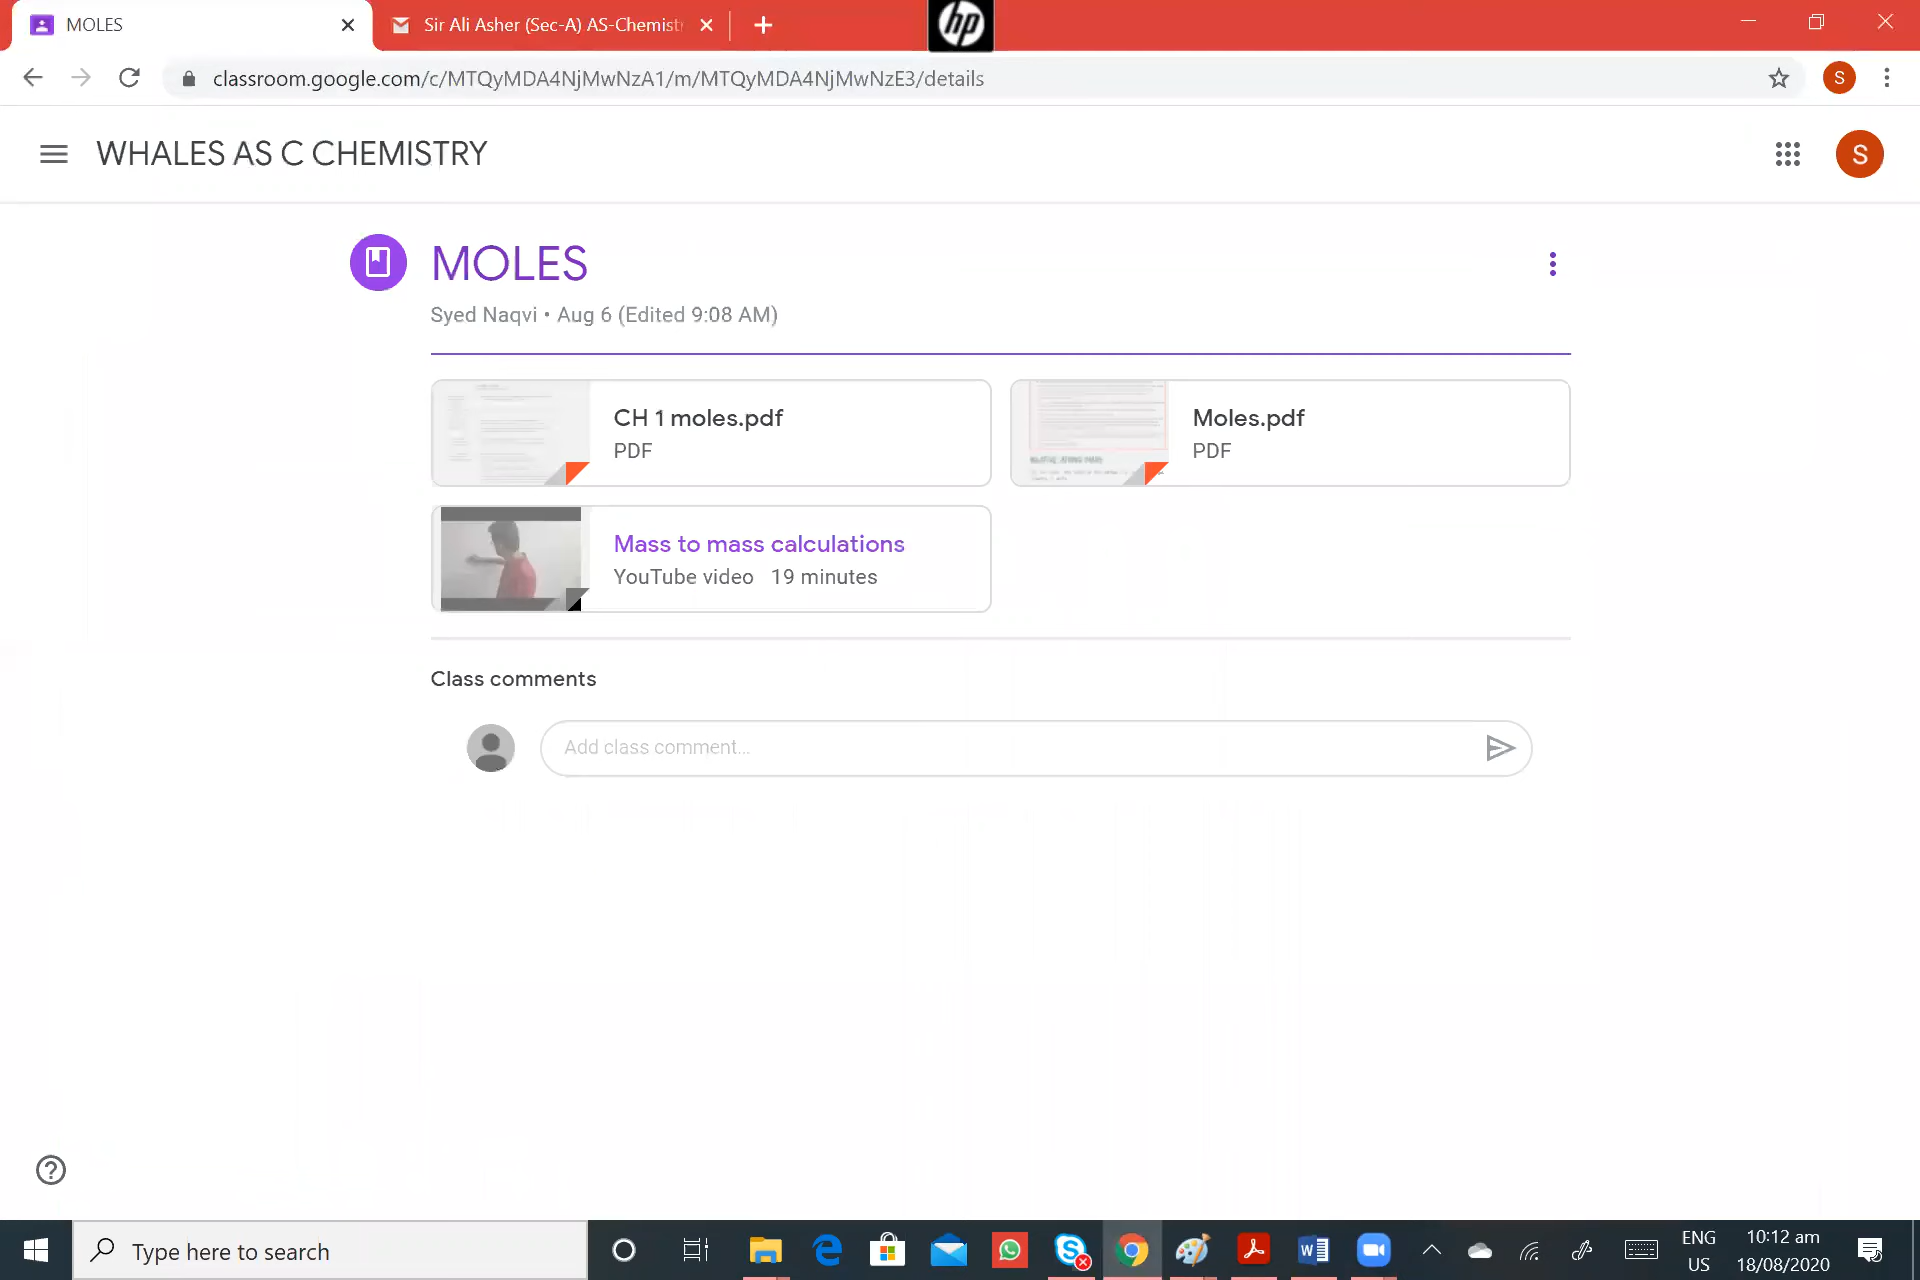 MOLES
Sir Ali Asher (Sec-A) AS-Chemist
hp
classroom.google.com/c/MTQyMDA4NjMwNzA1/m/MTQyMDA4NjMwNzE3/details
S
WHALES AS C CHEMISTRY
S
MOLES
Syed Naqvi • Aug 6 (Edited 9:08 AM)
CH 1 moles.pdf
PDF
Moles.pdf
PDF
Mass to mass calculations
YouTube video 19 minutes
Class comments
Add class comment...
Type here to search
ENG
US
10:12 am
18/08/2020